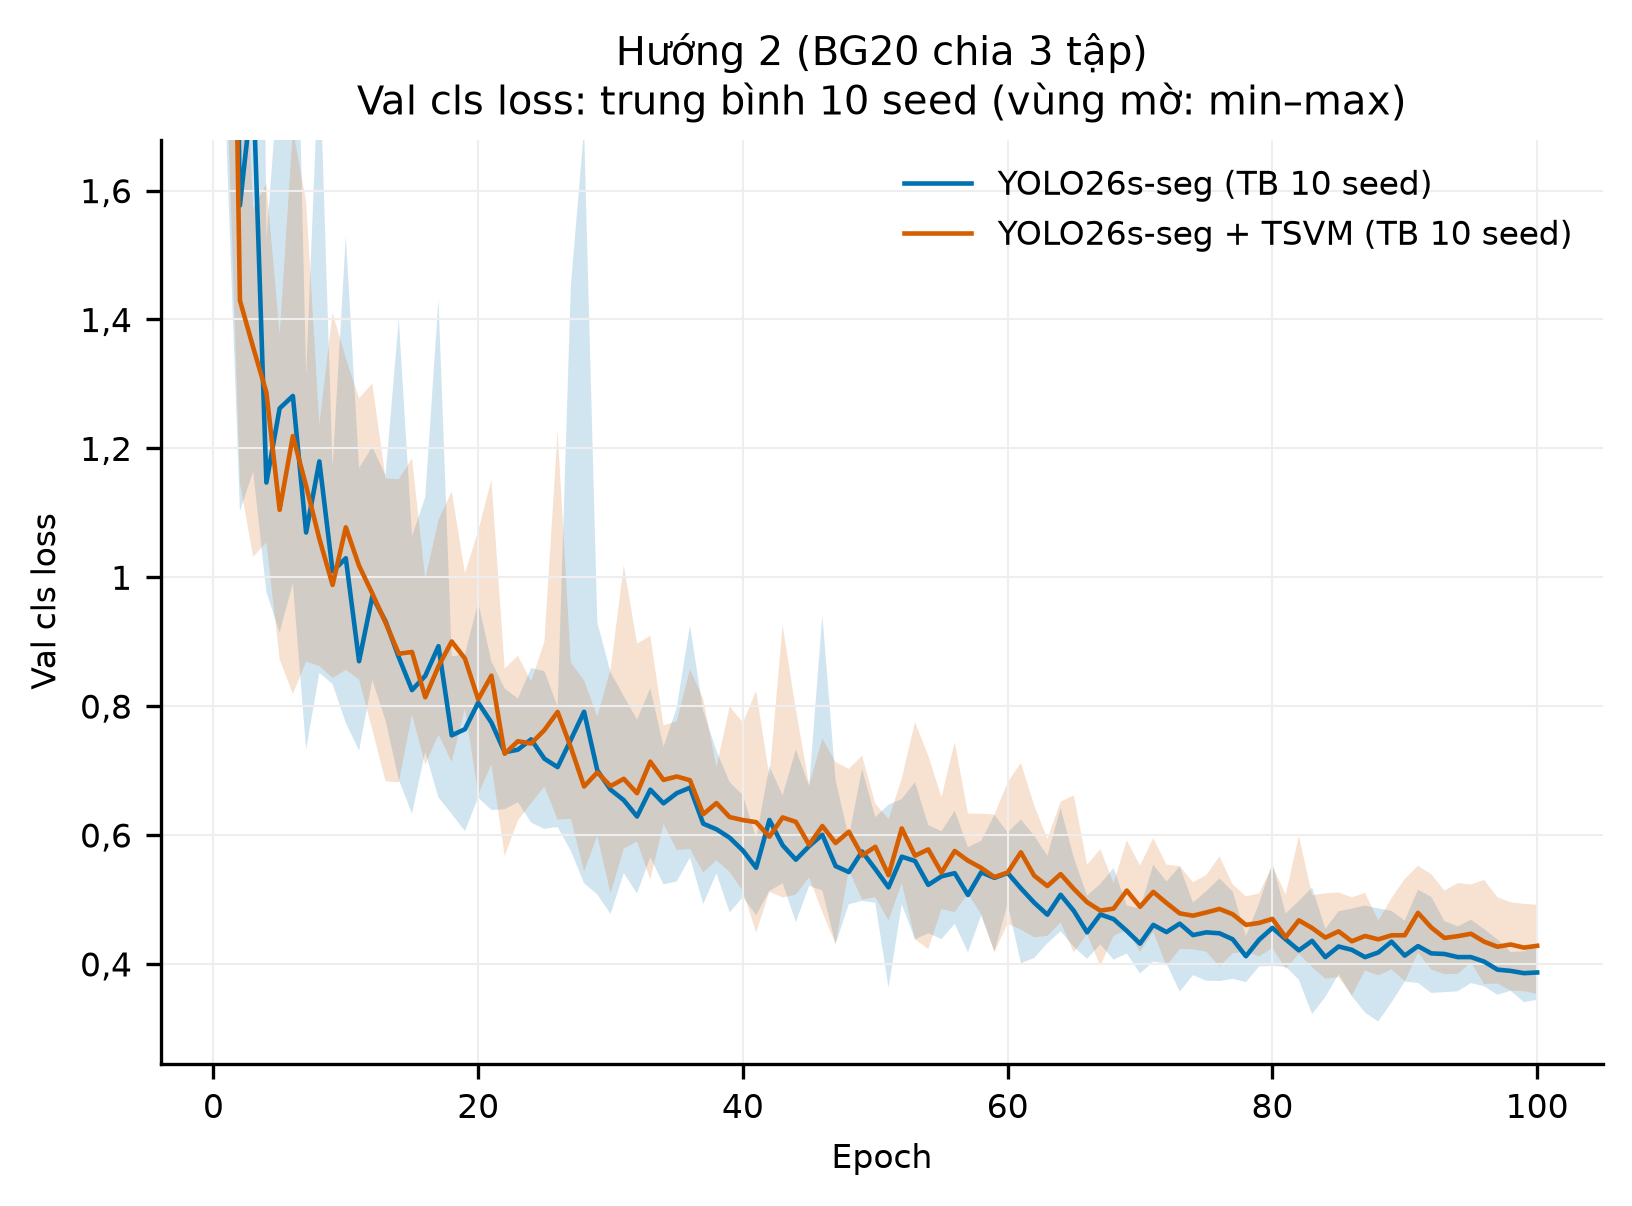 Hướng 2 (BG20 chia 3 tập)
Val cls loss: trung bình 10 seed (vùng mờ: min–max)
YOLO26s-seg (TB 10 seed)
YOLO26s-seg + TSVM (TB 10 seed)
1,6
1,4
1,2
1
0,8
0,6
0,4
Val cls loss
0 20 40 60 80 100
Epoch